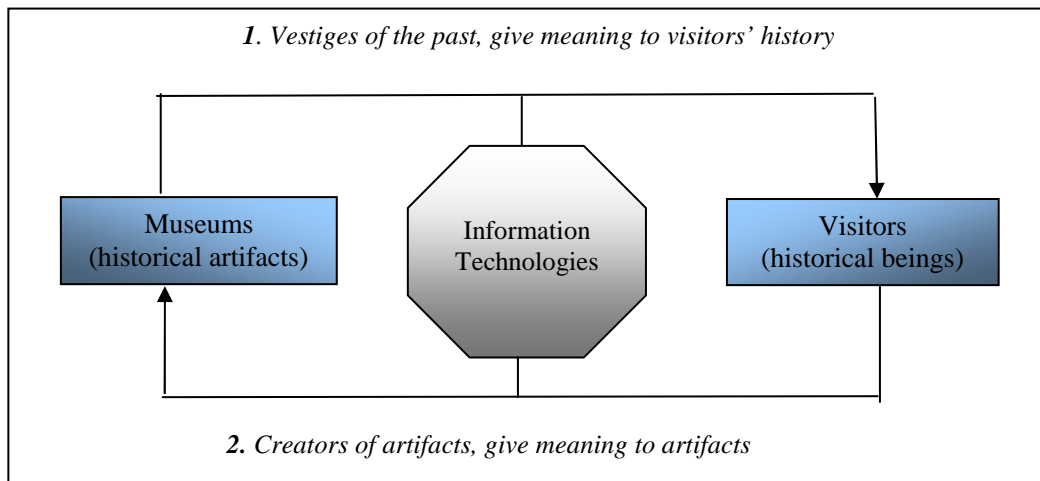 1. Vestiges of the past, give meaning to visitors’ history
Museums
(historical artifacts)
Information
Technologies
Visitors
(historical beings)
2. Creators of artifacts, give meaning to artifacts